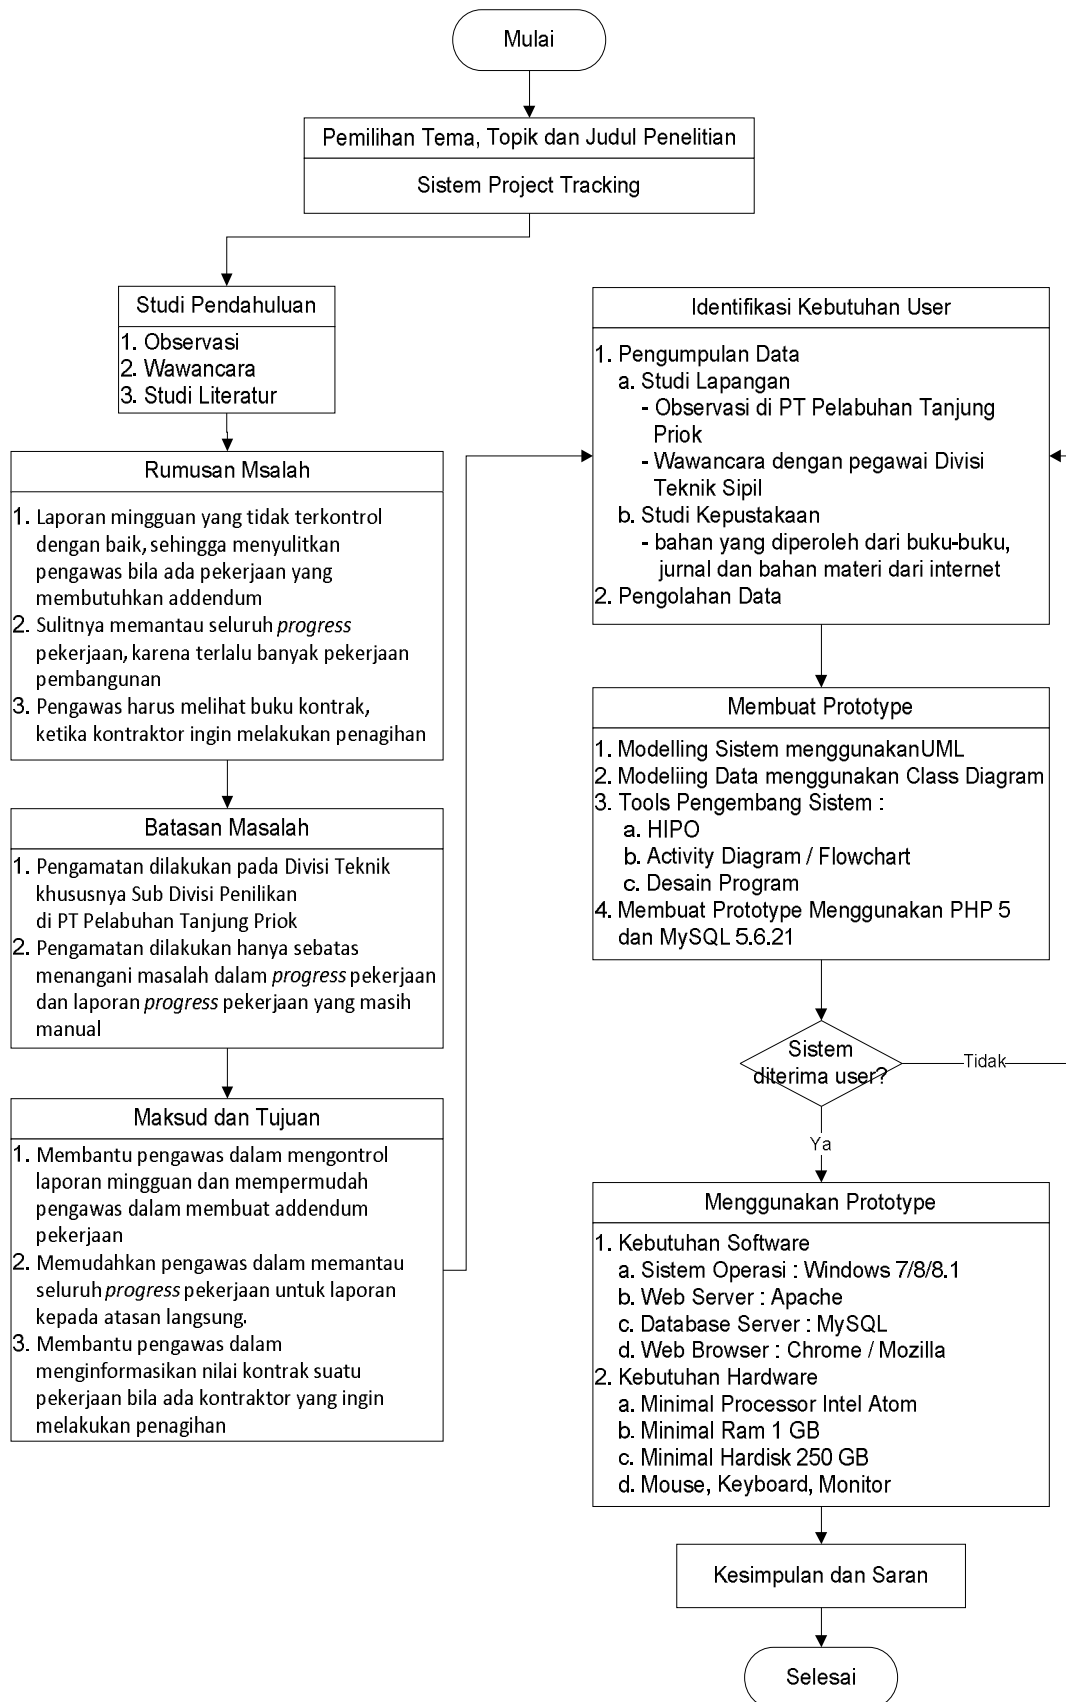 Mulai
Pemilihan Tema, Topik dan Judul Penelitian
Sistem Project Tracking
Studi Pendahuluan
1. Observasi
2. Wawancara
3. Studi Literatur
Rumusan Msalah
1. Laporan mingguan yang tidak terkontrol
dengan baik, sehingga menyulitkan
pengawas bila ada pekerjaan yang
membutuhkan addendum
2. Sulitnya memantau seluruh progress
pekerjaan, karena terlalu banyak pekerjaan
pembangunan
3. Pengawas harus melihat buku kontrak,
ketika kontraktor ingin melakukan penagihan
Batasan Masalah
1. Pengamatan dilakukan pada Divisi Teknik
khususnya Sub Divisi Penilikan
di PT Pelabuhan Tanjung Priok
2. Pengamatan dilakukan hanya sebatas
menangani masalah dalam progress pekerjaan
dan laporan progress pekerjaan yang masih
manual
Maksud dan Tujuan
1. Membantu pengawas dalam mengontrol
laporan mingguan dan mempermudah
pengawas dalam membuat addendum
pekerjaan
2. Memudahkan pengawas dalam memantau
seluruh progress pekerjaan untuk laporan
kepada atasan langsung.
3. Membantu pengawas dalam
menginformasikan nilai kontrak suatu
pekerjaan bila ada kontraktor yang ingin
melakukan penagihan
Identifikasi Kebutuhan User
1. Pengumpulan Data
a. Studi Lapangan
- Observasi di PT Pelabuhan Tanjung
Priok
- Wawancara dengan pegawai Divisi
Teknik Sipil
b. Studi Kepustakaan
- bahan yang diperoleh dari buku-buku,
jurnal dan bahan materi dari internet
2. Pengolahan Data
Membuat Prototype
1. Modelling Sistem menggunakanUML
2. Modeliing Data menggunakan Class Diagram
3. Tools Pengembang Sistem :
a. HIPO
b. Activity Diagram / Flowchart
c. Desain Program
4. Membuat Prototype Menggunakan PHP 5
dan MySQL 5.6.21
Sistem
diterima user?
Tidak
Ya
Menggunakan Prototype
1. Kebutuhan Software
a. Sistem Operasi : Windows 7/8/8.1
b. Web Server : Apache
c. Database Server : MySQL
d. Web Browser : Chrome / Mozilla
2. Kebutuhan Hardware
a. Minimal Processor Intel Atom
b. Minimal Ram 1 GB
c. Minimal Hardisk 250 GB
d. Mouse, Keyboard, Monitor
Kesimpulan dan Saran
Selesai